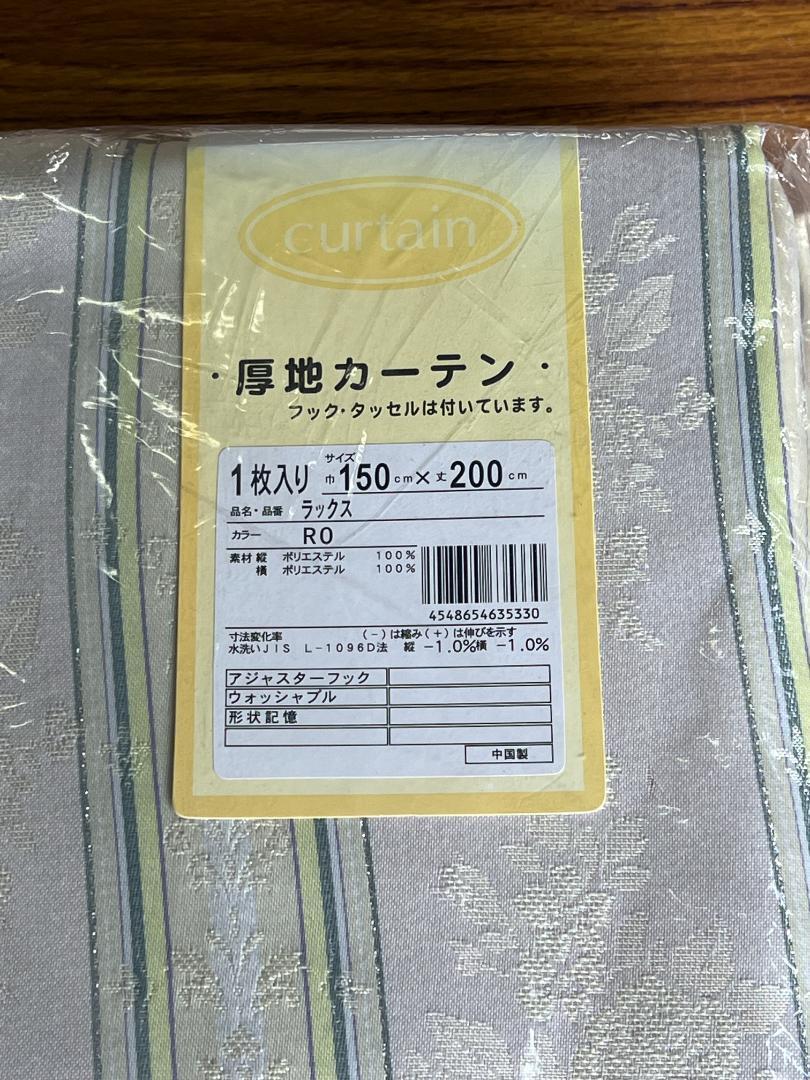 curtain
・厚地カーテン・
フック・タッセルは付いています。
サイズ
1枚入り 巾150cm×丈200cm
品名・品番 ラックス
カラー RO
素材 縦 ポリエステル 100%
横 ポリエステル 100%
4548654635330
寸法変化率 (-)は縮み(+)は伸びを示す
水洗いJIS L-1096D法 縦 -1.0%横 -1.0%
アジャスターフック
ウォッシャブル
形状記憶
中国製